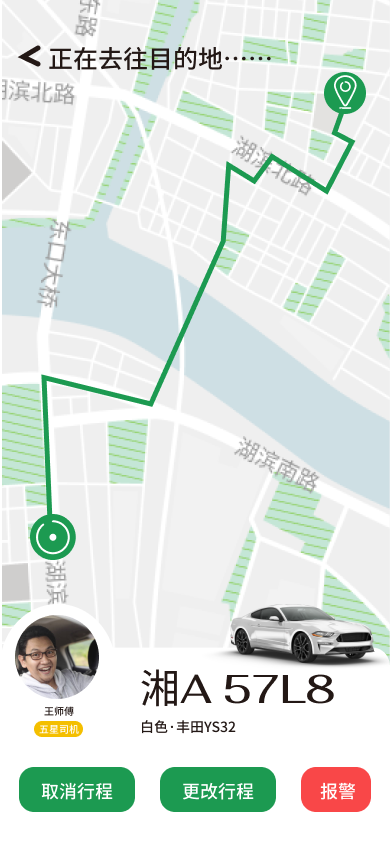 东路
正在去往目的地……
湖滨北路
湖滨北路
东口大桥
湖滨南路
湖滨
王师傅
五星司机
湘A 57L8
白色·丰田YS32
取消行程
更改行程
报警